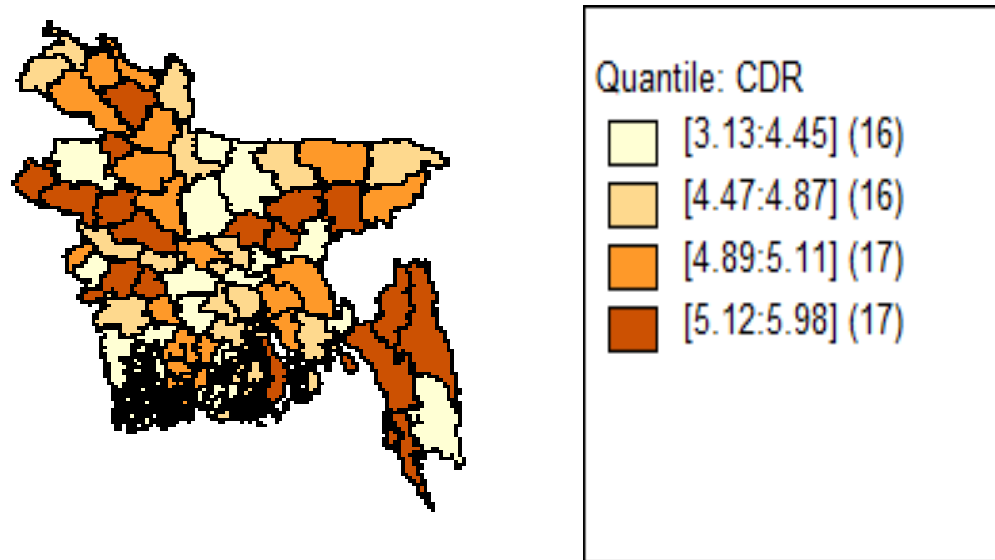 Quantile: CDR
[3.13:4.45] (16)
[4.47:4.87] (16)
[4.89:5.11] (17)
[5.12:5.98] (17)